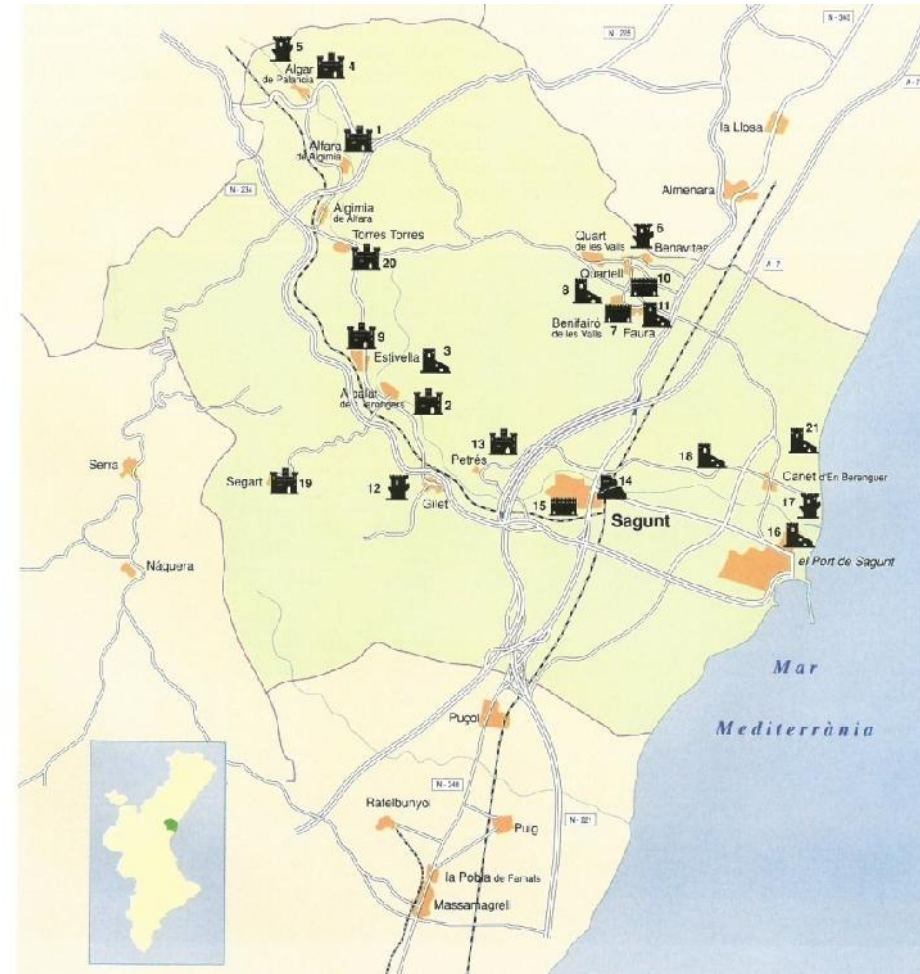 N - 225
N - 340
A - 7
5
Algar
de Palancia
4
la Llosa
1
Alfara
de Algimia
N - 234
Almenara
Algimia
de Alfara
Torres Torres
20
6
Quart
de les Valls
Benavites
A - 7
Quartell
10
8
11
Benifairó
de les Valls
7
Faura
9
Estivella
3
2
13
Petrés
21
18
Serra
Segart
19
12
Gilet
14
15
Sagunt
Canet d'En Berenguer
17
16
el Port de Sagunt
Náquera
Mar
Mediterrània
Puçol
N - 340
Rafelbunyol
Puig
N - 221
la Pobla de Farnals
Massamagrell